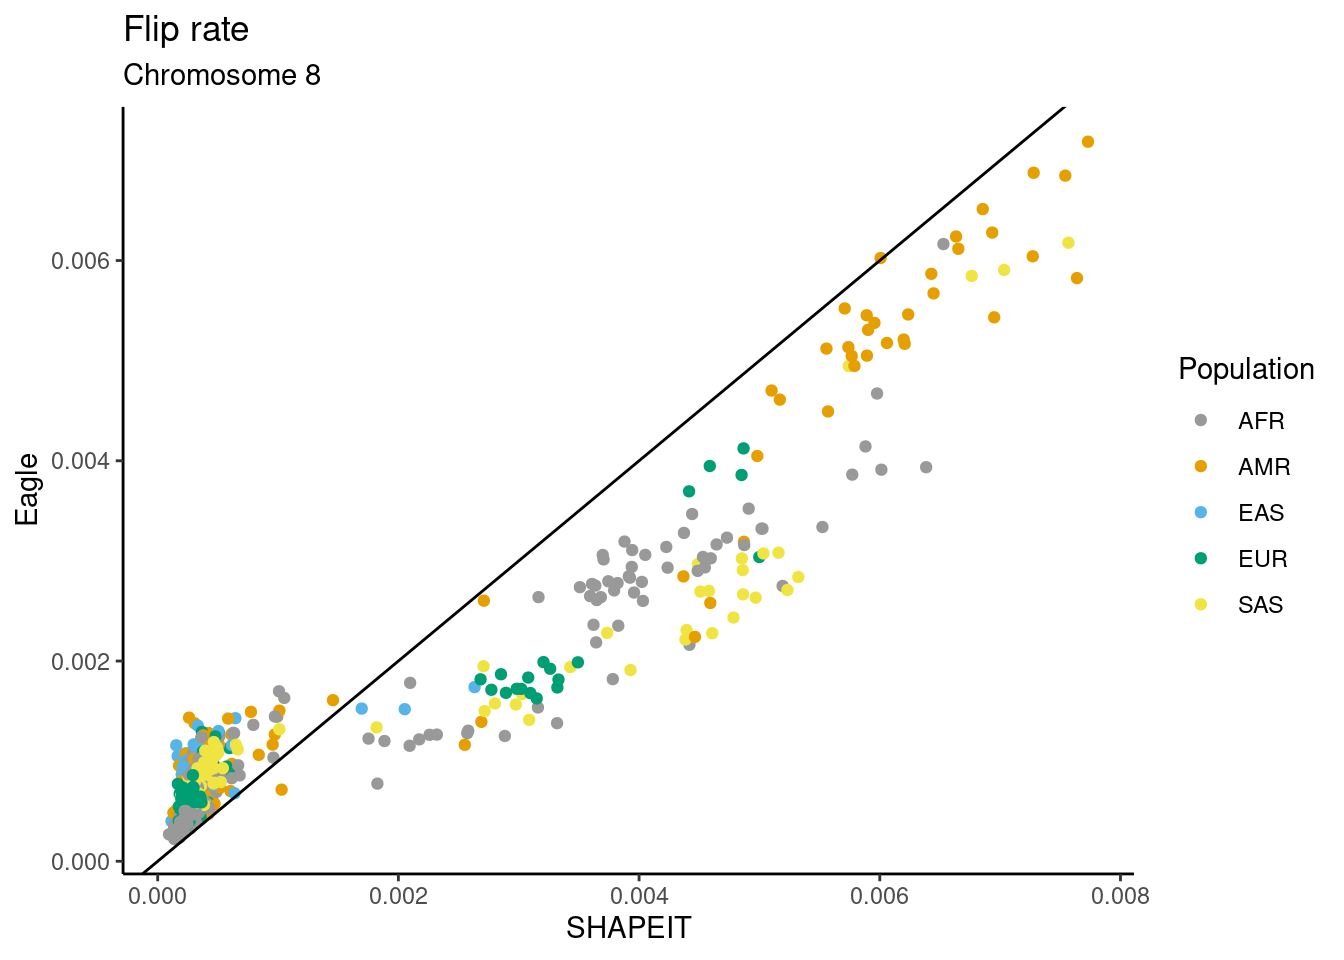 Flip rate
Chromosome 8
Eagle
0.006
0.004
0.002
0.000
0.000 0.002 0.004 0.006 0.008
SHAPEIT
Population
AFR
AMR
EAS
EUR
SAS